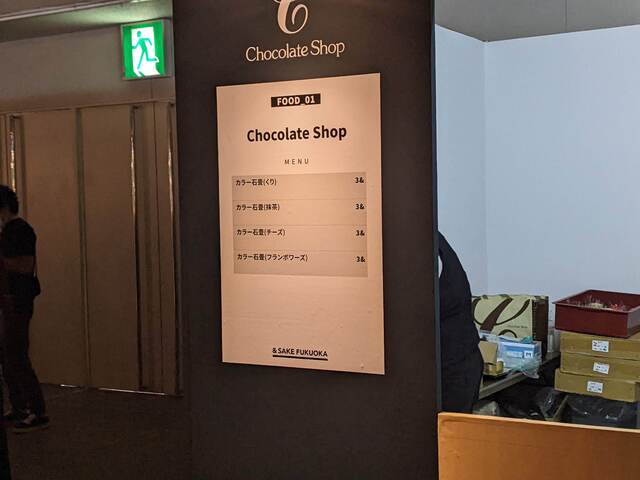 Chocolate Shop
FOOD_01
Chocolate Shop
MENU
カラー石畳(くり) 3&
カラー石畳(抹茶) 3&
カラー石畳(チーズ) 3&
カラー石畳(フランボワーズ) 3&
& SAKE FUKUOKA